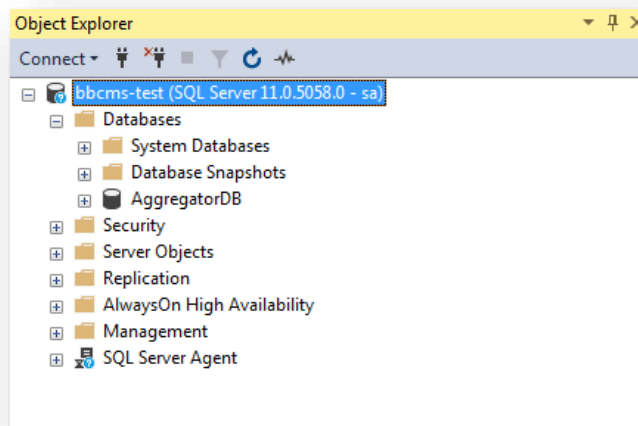 Object Explorer
Connect
bbcms-test (SQL Server 11.0.5058.0 - sa)
Databases
System Databases
Database Snapshots
AggregatorDB
Security
Server Objects
Replication
AlwaysOn High Availability
Management
SQL Server Agent